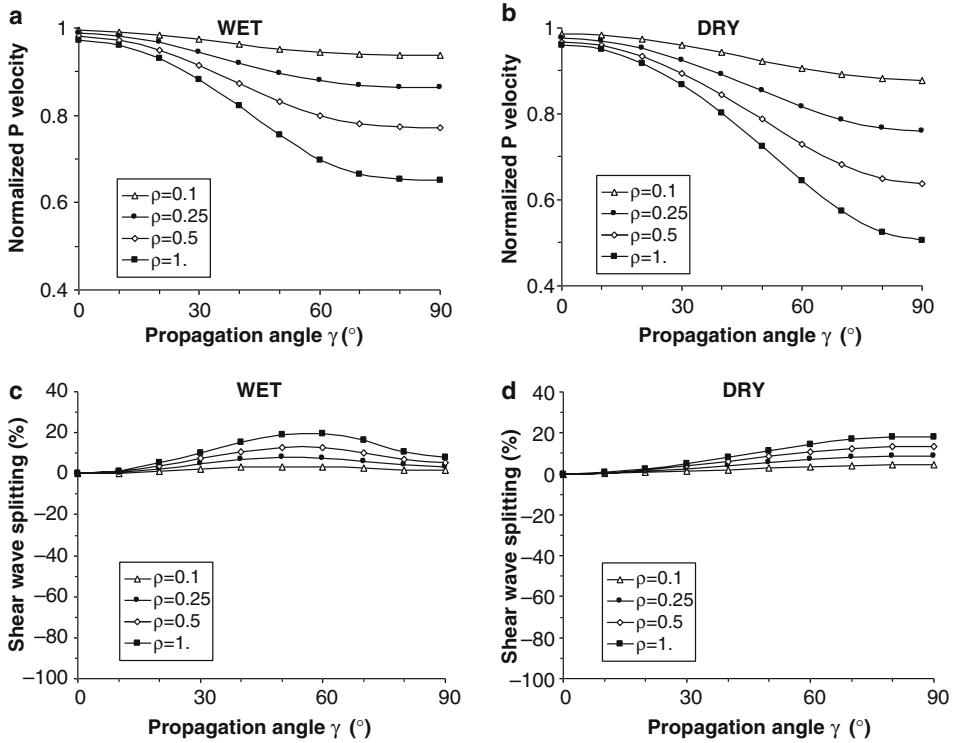 a
WET
Normalized P velocity
1
0.8
0.6
0.4
ρ=0.1
ρ=0.25
ρ=0.5
ρ=1.
0 30 60 90
Propagation angle γ (°)
b
DRY
Normalized P velocity
1
0.8
0.6
0.4
ρ=0.1
ρ=0.25
ρ=0.5
ρ=1.
0 30 60 90
Propagation angle γ (°)
c
WET
Shear wave splitting (%)
40
20
0
−20
−40
−60
−80
−100
ρ=0.1
ρ=0.25
ρ=0.5
ρ=1.
0 30 60 90
Propagation angle γ (°)
d
DRY
Shear wave splitting (%)
40
20
0
−20
−40
−60
−80
−100
ρ=0.1
ρ=0.25
ρ=0.5
ρ=1.
0 30 60 90
Propagation angle γ (°)